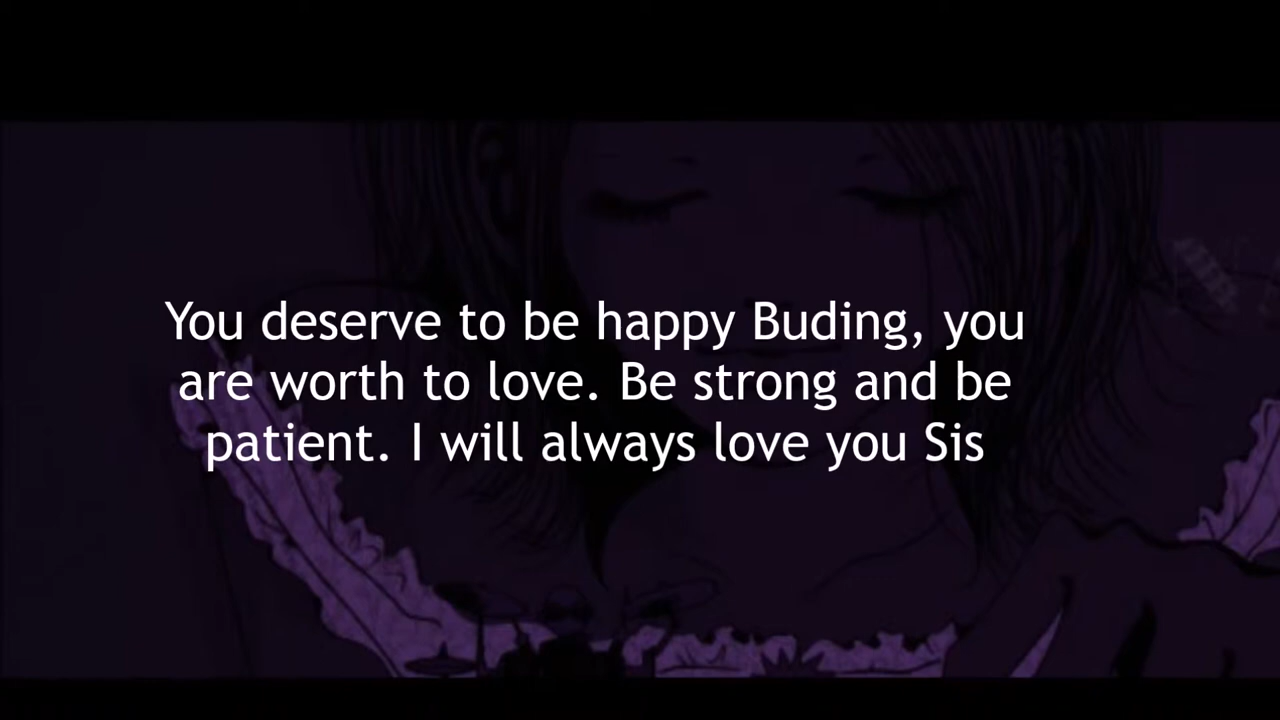 You deserve to be happy Buding, you
are worth to love. Be strong and be
patient. I will always love you Sis